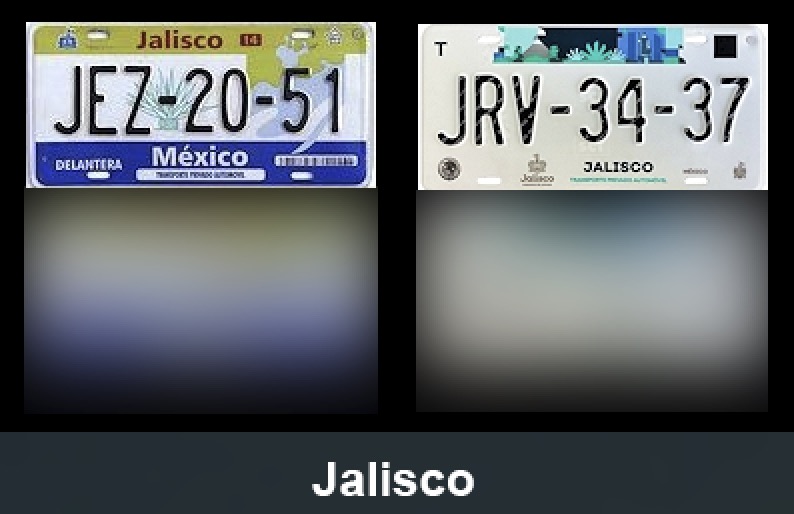 Jalisco 14
JEZ-20-51
DELANTERA México
TRANSPORTE PRIVADO AUTOMOVIL
T
JRV-34-37
Jalisco JALISCO MÉXICO
TRANSPORTE PRIVADO AUTOMOVIL
Jalisco